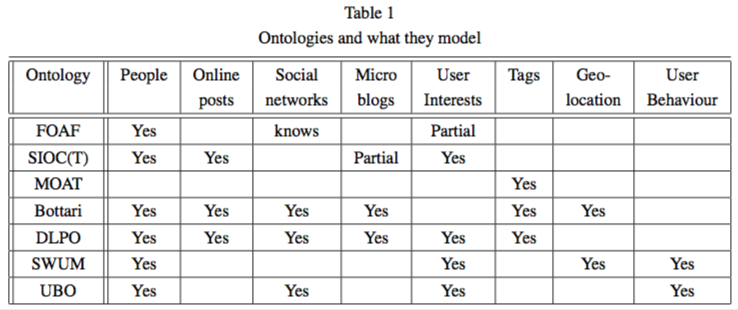 Table 1
Ontologies and what they model
Ontology People Online posts Social networks Micro blogs User Interests Tags Geo- location User Behaviour
FOAF Yes knows Partial
SIOC(T) Yes Yes Partial Yes
MOAT Yes
Bottari Yes Yes Yes Yes Yes Yes
DLPO Yes Yes Yes Yes Yes Yes
SWUM Yes Yes Yes Yes
UBO Yes Yes Yes Yes